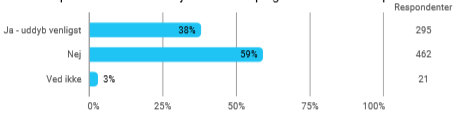 Respondenter
Ja - uddyb venligst 38% 295
Nej 59% 462
Ved ikke 3% 21
0% 25% 50% 75% 100%